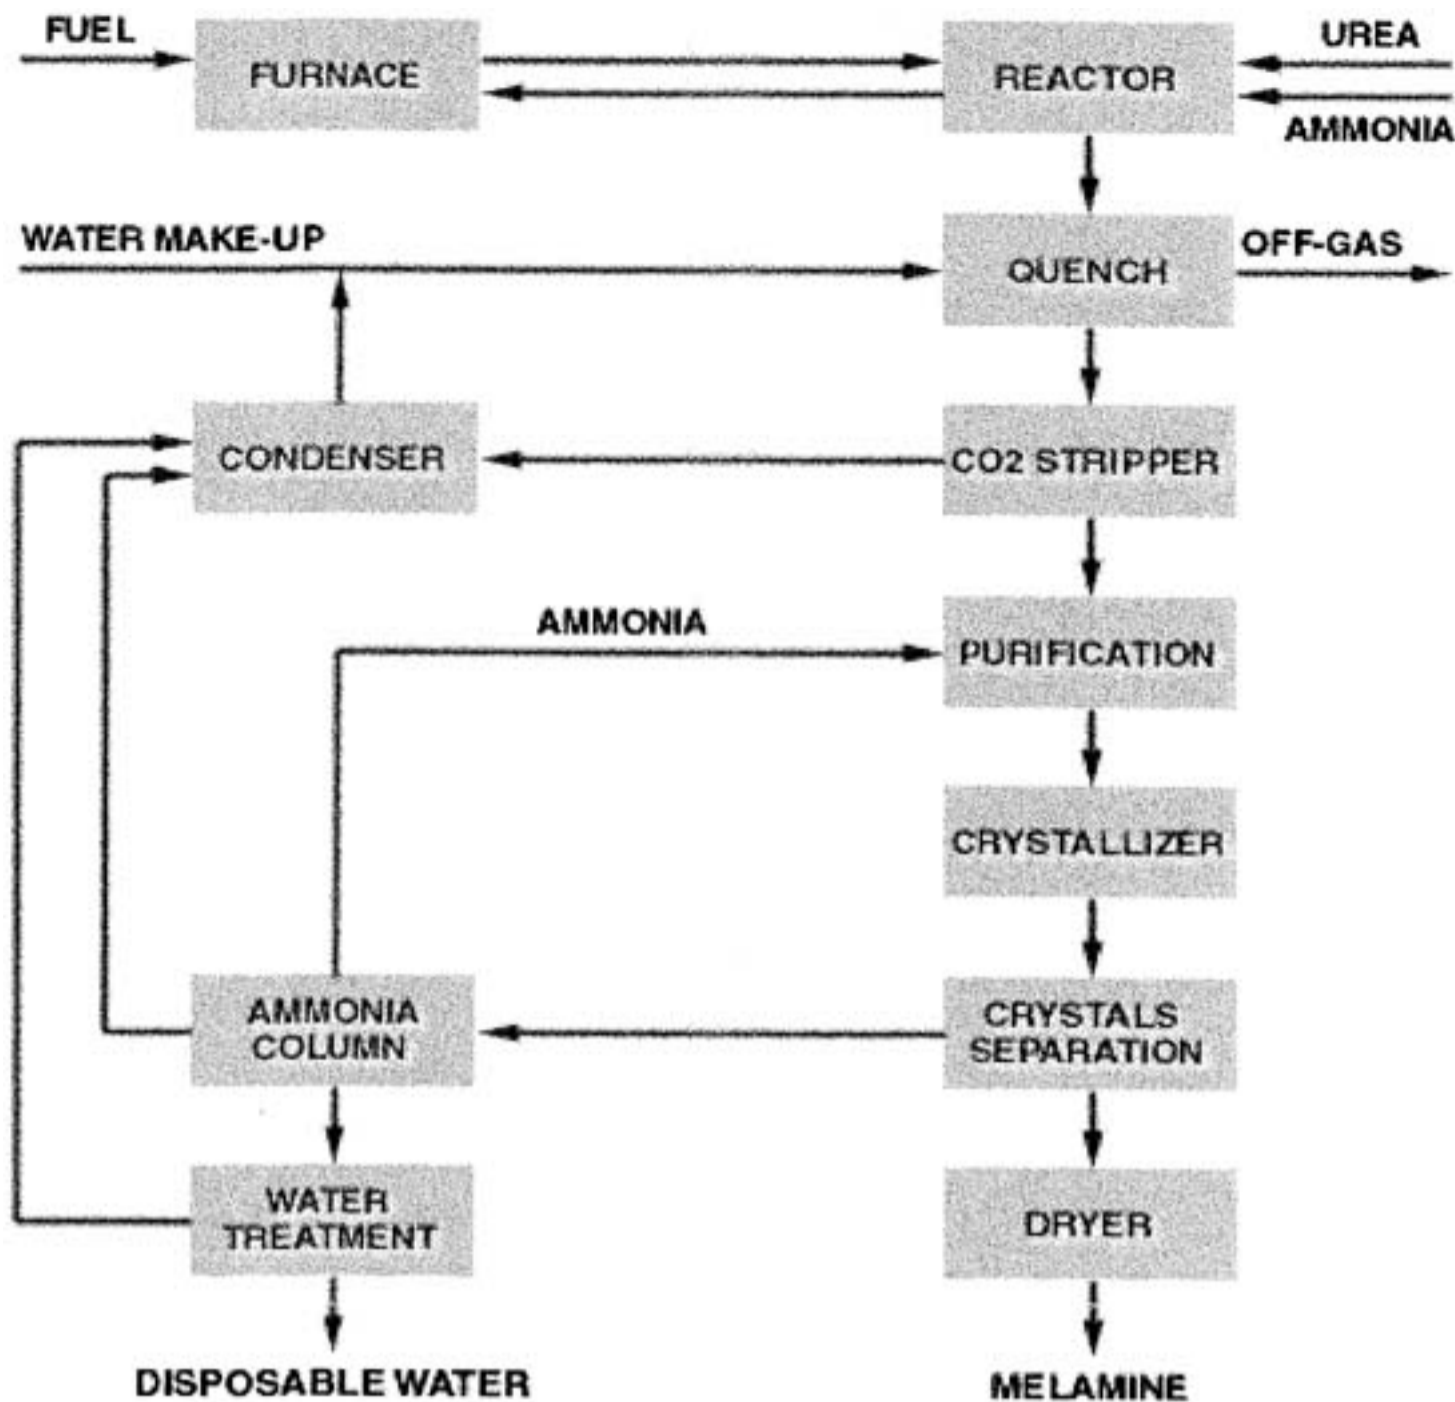 FUEL
FURNACE
REACTOR
UREA
AMMONIA
WATER MAKE-UP
QUENCH
OFF-GAS
CONDENSER
CO2 STRIPPER
AMMONIA
PURIFICATION
CRYSTALLIZER
AMMONIA
COLUMN
CRYSTALS
SEPARATION
WATER
TREATMENT
DRYER
DISPOSABLE WATER
MELAMINE